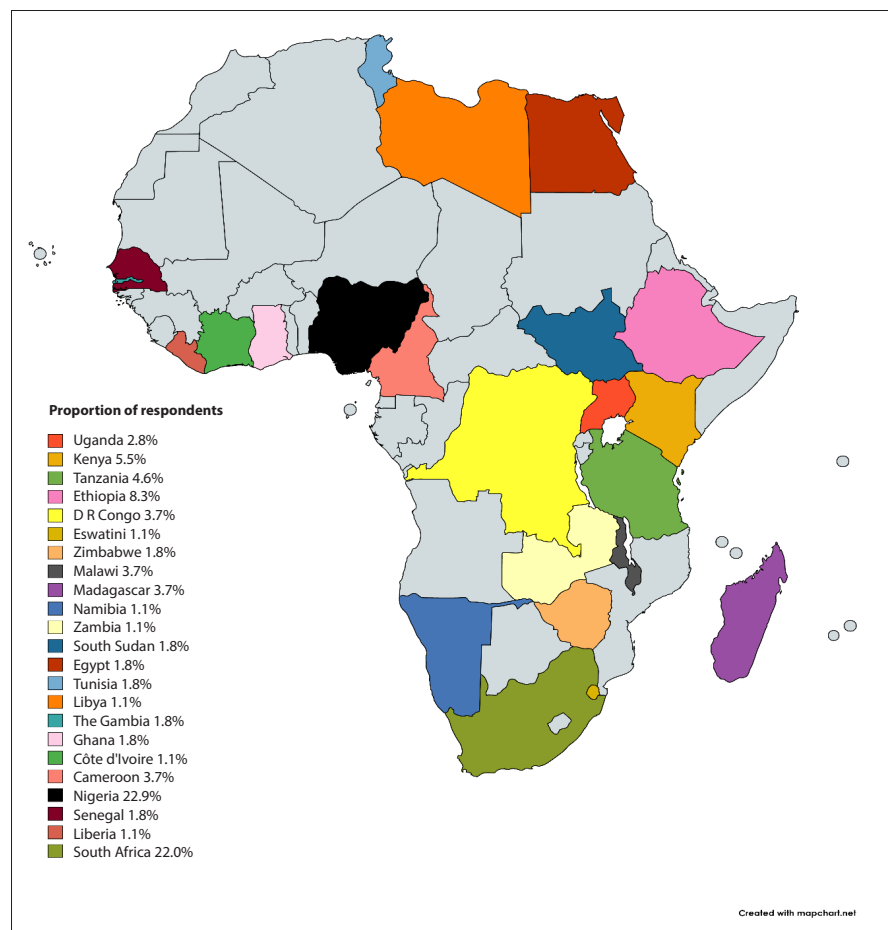 Proportion of respondents
Uganda 2.8%
Kenya 5.5%
Tanzania 4.6%
Ethiopia 8.3%
D R Congo 3.7%
Eswatini 1.1%
Zimbabwe 1.8%
Malawi 3.7%
Madagascar 3.7%
Namibia 1.1%
Zambia 1.1%
South Sudan 1.8%
Egypt 1.8%
Tunisia 1.8%
Libya 1.1%
The Gambia 1.8%
Ghana 1.8%
Côte d'Ivoire 1.1%
Cameroon 3.7%
Nigeria 22.9%
Senegal 1.8%
Liberia 1.1%
South Africa 22.0%
Created with mapchart.net